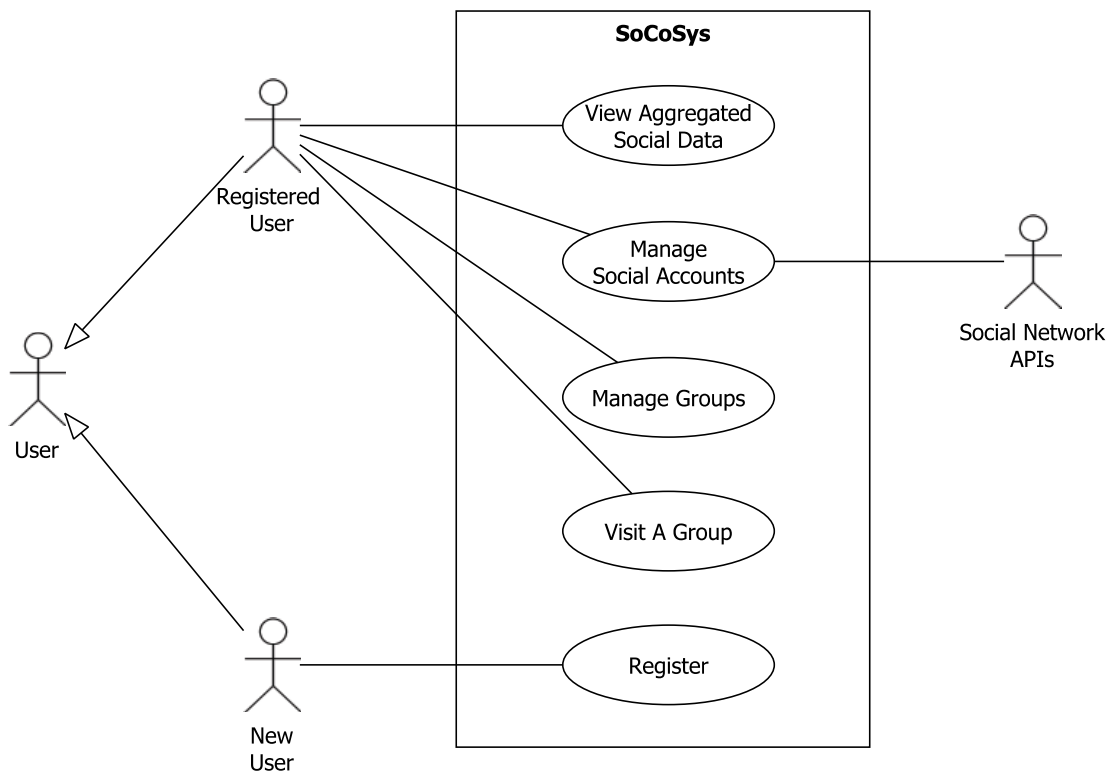 SoCoSys
View Aggregated
Social Data
Registered
User
Manage
Social Accounts
Social Network
APIs
Manage Groups
User
Visit A Group
Register
New
User